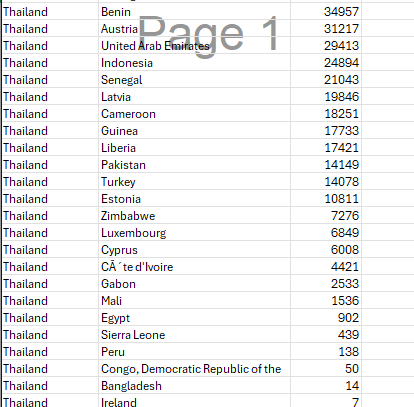 Thailand Benin 34957
Thailand Austria 31217
Page 1
Thailand United Arab Emirates 29413
Thailand Indonesia 24894
Thailand Senegal 21043
Thailand Latvia 19846
Thailand Cameroon 18251
Thailand Guinea 17733
Thailand Liberia 17421
Thailand Pakistan 14149
Thailand Turkey 14078
Thailand Estonia 10811
Thailand Zimbabwe 7276
Thailand Luxembourg 6849
Thailand Cyprus 6008
Thailand CÃ´te d'Ivoire 4421
Thailand Gabon 2533
Thailand Mali 1536
Thailand Egypt 902
Thailand Sierra Leone 439
Thailand Peru 138
Thailand Congo, Democratic Republic of the 50
Thailand Bangladesh 14
Thailand Ireland 7